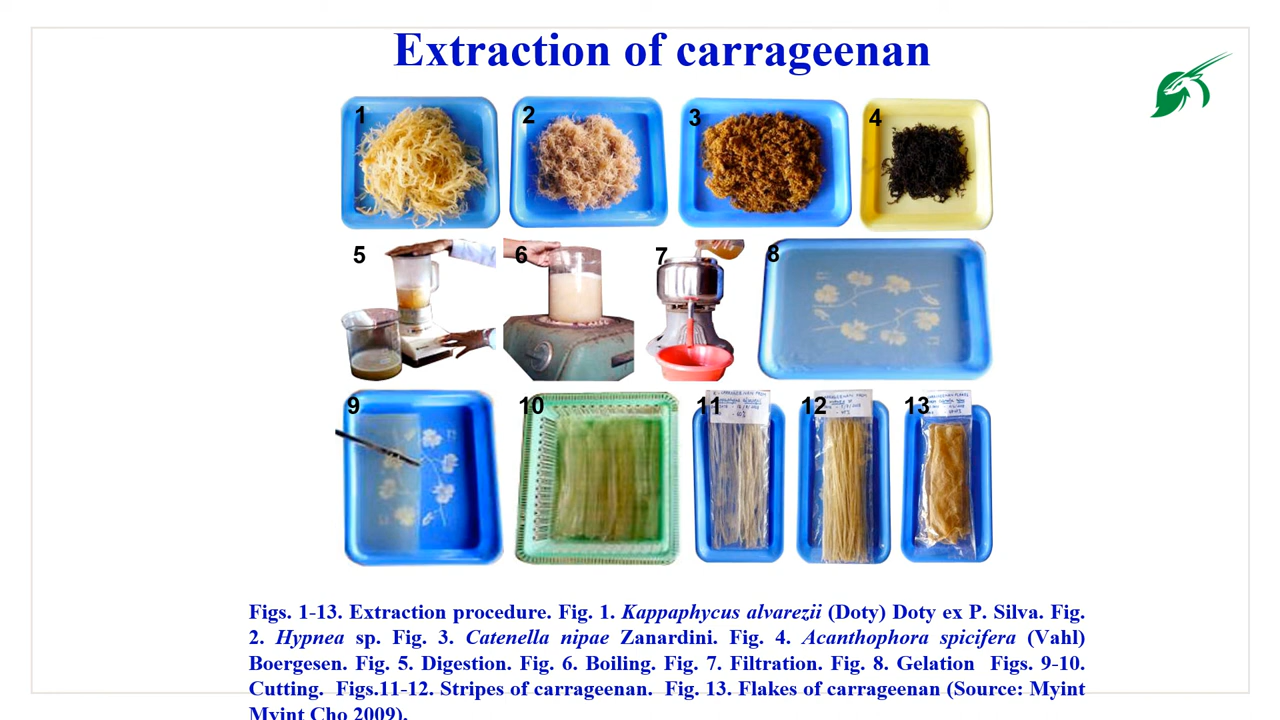 Extraction of carrageenan
1 2 3 4
5 6 7 8
9 10 11 12 13
Figs. 1-13. Extraction procedure. Fig. 1. Kappaphycus alvarezii (Doty) Doty ex P. Silva. Fig.
2. Hypnea sp. Fig. 3. Catenella nipae Zanardini. Fig. 4. Acanthophora spicifera (Vahl)
Boergesen. Fig. 5. Digestion. Fig. 6. Boiling. Fig. 7. Filtration. Fig. 8. Gelation Figs. 9-10.
Cutting. Figs.11-12. Stripes of carrageenan. Fig. 13. Flakes of carrageenan (Source: Myint
Myint Cho 2009).